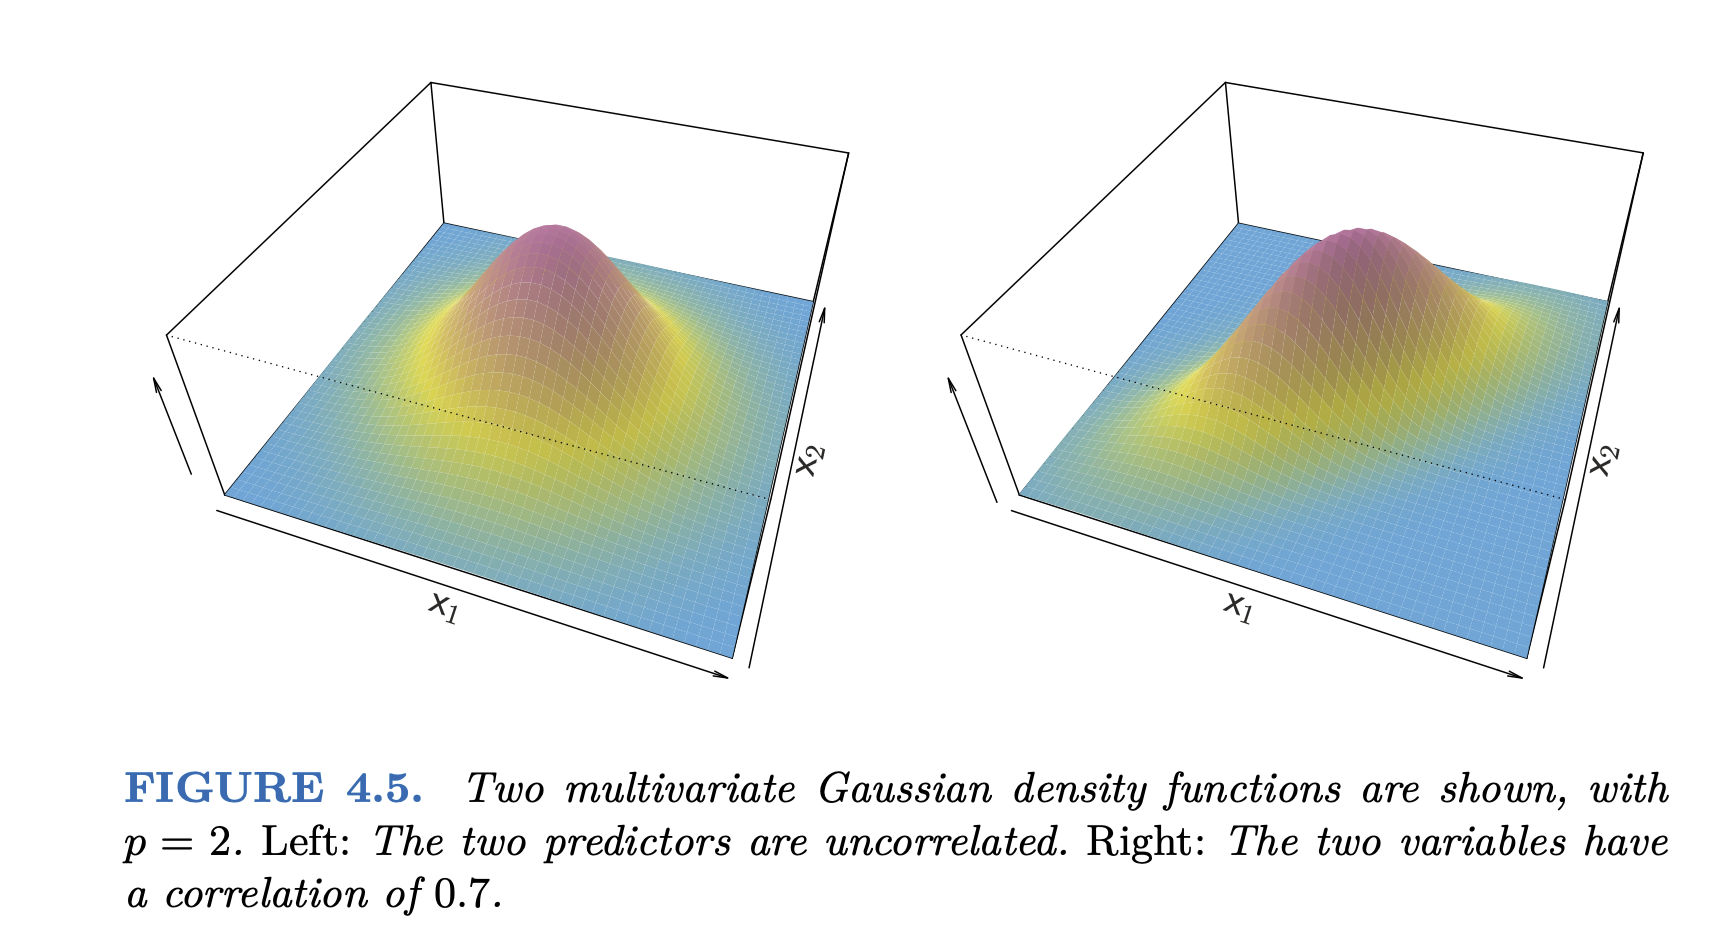 x₁
x₂
x₁
x₂
FIGURE 4.5. Two multivariate Gaussian density functions are shown, with
p = 2. Left: The two predictors are uncorrelated. Right: The two variables have
a correlation of 0.7.